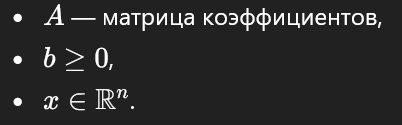 • A — матрица коэффициентов,
• b ≥ 0,
• x ∈ ℝⁿ.